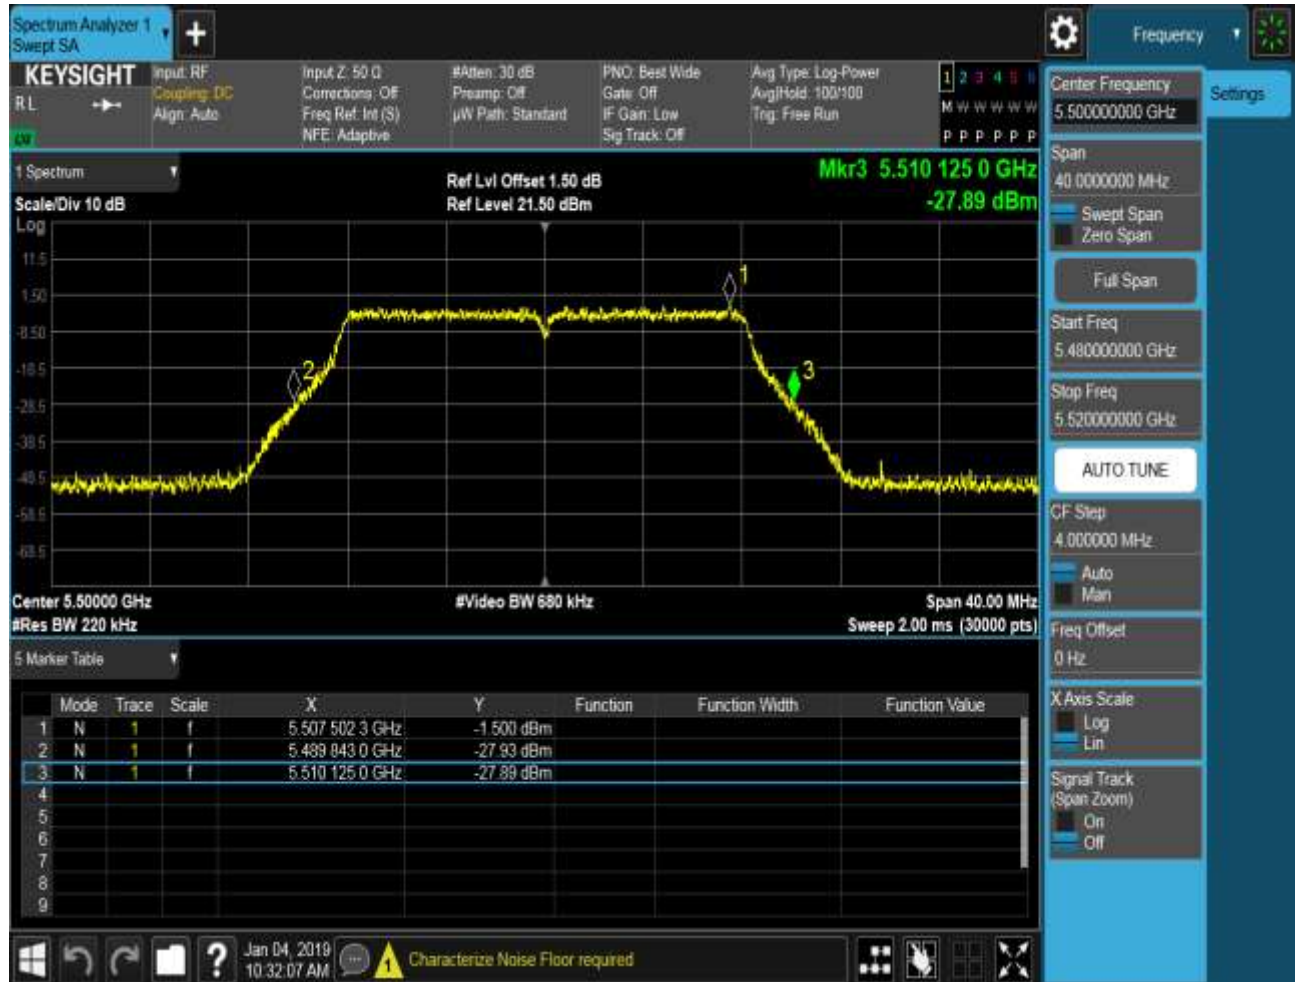 Spectrum Analyzer 1
Swept SA
Frequency
KEYSIGHT
R L
Input: RF
Coupling: DC
Align: Auto
Input Z: 50 Ω
Corrections: Off
Freq Ref: Int (S)
NFE: Adaptive
#Atten: 30 dB
Preamp: Off
µW Path: Standard
PNO: Best Wide
Gate: Off
IF Gain: Low
Sig Track: Off
Avg Type: Log-Power
Avg|Hold: 100/100
Trig: Free Run
1 2 3 4 5 6
M W W W W W
P P P P P P
1 Spectrum
Scale/Div 10 dB
Ref Lvl Offset 1.50 dB
Ref Level 21.50 dBm
Mkr3 5.510 125 0 GHz
-27.89 dBm
Log
11.5
1.50
-8.50
-18.5
-28.5
-38.5
-48.5
-58.5
-68.5
1
2
3
Center 5.50000 GHz
#Res BW 220 kHz
#Video BW 680 kHz
Span 40.00 MHz
Sweep 2.00 ms (30000 pts)
5 Marker Table
Mode Trace Scale X Y Function Function Width Function Value
1 N 1 f 5.507 502 3 GHz -1.500 dBm
2 N 1 f 5.489 843 0 GHz -27.93 dBm
3 N 1 f 5.510 125 0 GHz -27.89 dBm
4
5
6
7
8
9
Jan 04, 2019
10:32:07 AM
1
Characterize Noise Floor required
Center Frequency
5.500000000 GHz
Settings
Span
40.0000000 MHz
Swept Span
Zero Span
Full Span
Start Freq
5.480000000 GHz
Stop Freq
5.520000000 GHz
AUTO TUNE
CF Step
4.000000 MHz
Auto
Man
Freq Offset
0 Hz
X Axis Scale
Log
Lin
Signal Track
(Span Zoom)
On
Off